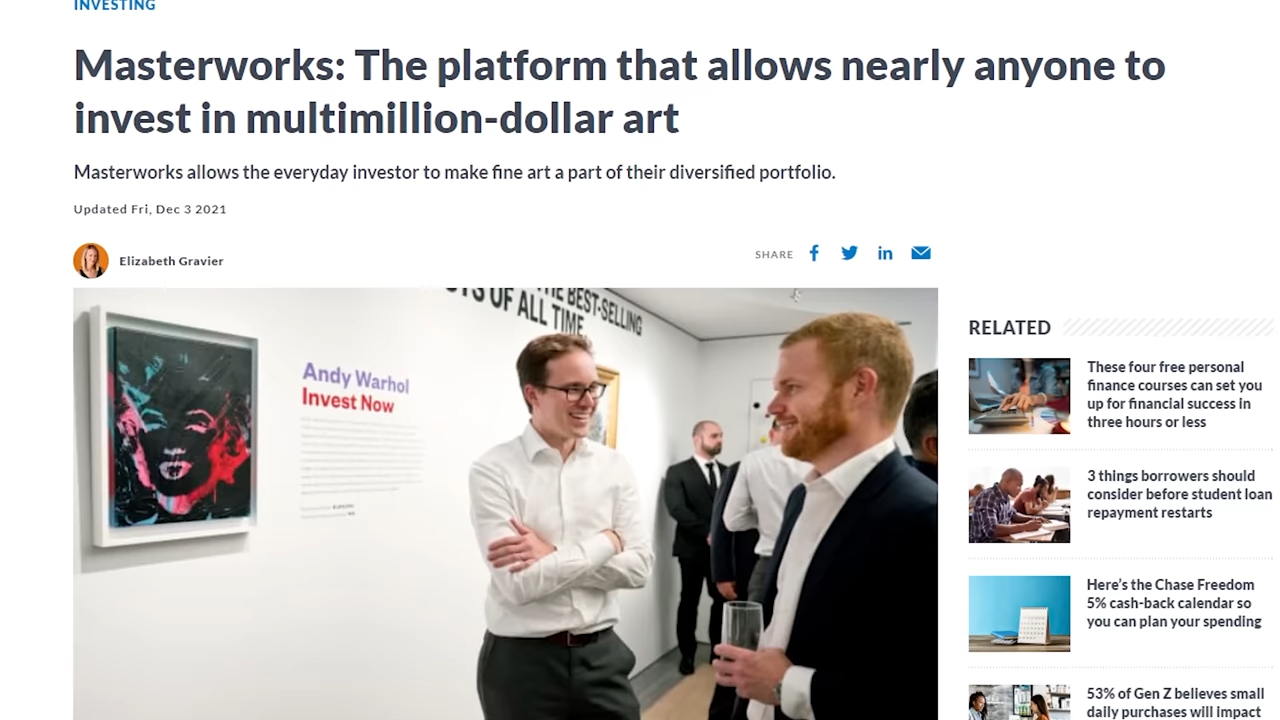 INVESTING
Masterworks: The platform that allows nearly anyone to
invest in multimillion-dollar art
Masterworks allows the everyday investor to make fine art a part of their diversified portfolio.
Updated Fri, Dec 3 2021
Elizabeth Gravier
SHARE
THE BEST-SELLING
OF ALL TIME
Andy Warhol
Invest Now
RELATED
These four free personal
finance courses can set you
up for financial success in
three hours or less
3 things borrowers should
consider before student loan
repayment restarts
Here's the Chase Freedom
5% cash-back calendar so
you can plan your spending
53% of Gen Z believes small
daily purchases will impact